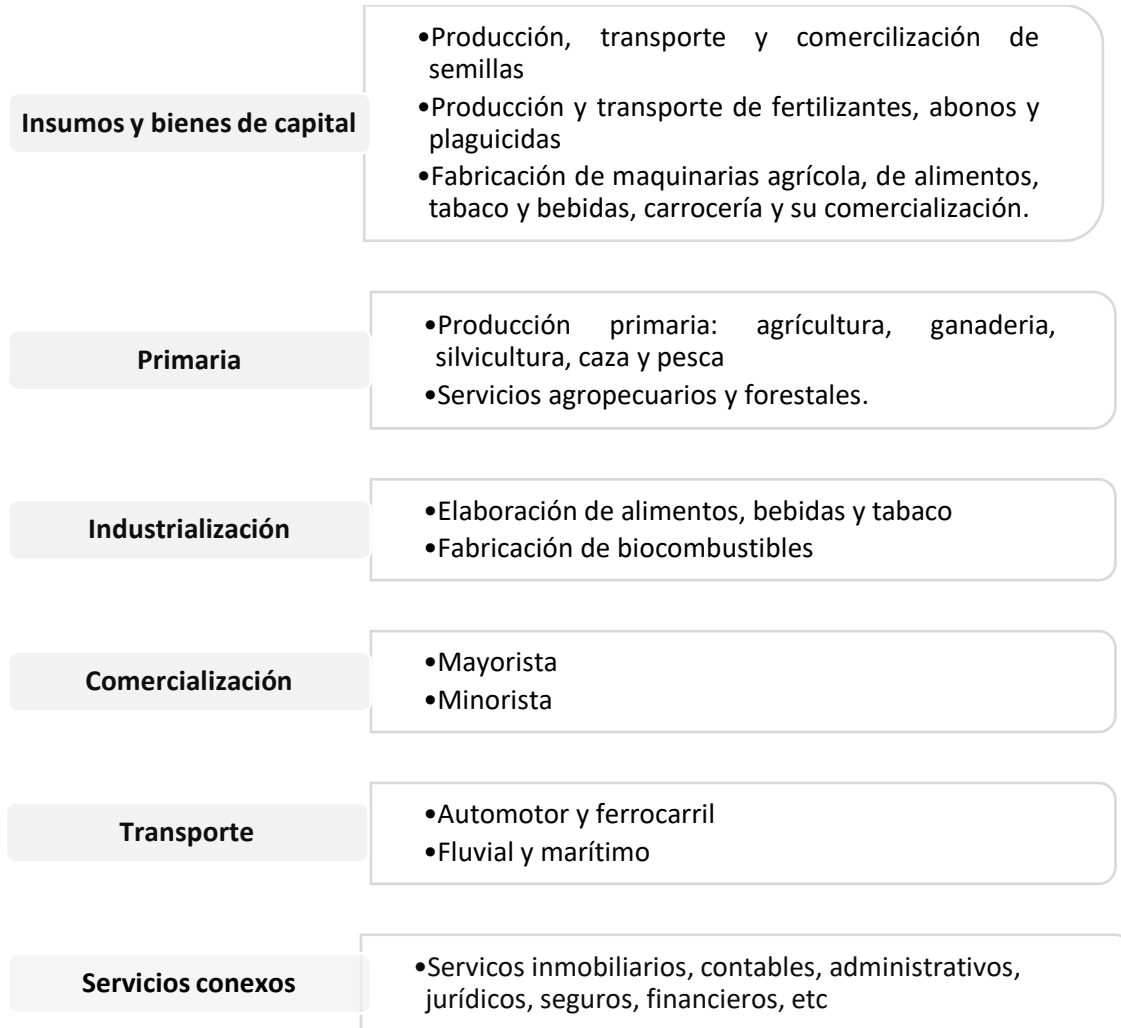 Insumos y bienes de capital
•Producción, transporte y comercilización de
semillas
•Producción y transporte de fertilizantes, abonos y
plaguicidas
•Fabricación de maquinarias agrícola, de alimentos,
tabaco y bebidas, carrocería y su comercialización.
Primaria
•Producción primaria: agrícultura, ganaderia,
silvicultura, caza y pesca
•Servicios agropecuarios y forestales.
Industrialización
•Elaboración de alimentos, bebidas y tabaco
•Fabricación de biocombustibles
Comercialización
•Mayorista
•Minorista
Transporte
•Automotor y ferrocarril
•Fluvial y marítimo
Servicios conexos
•Servicos inmobiliarios, contables, administrativos,
jurídicos, seguros, financieros, etc